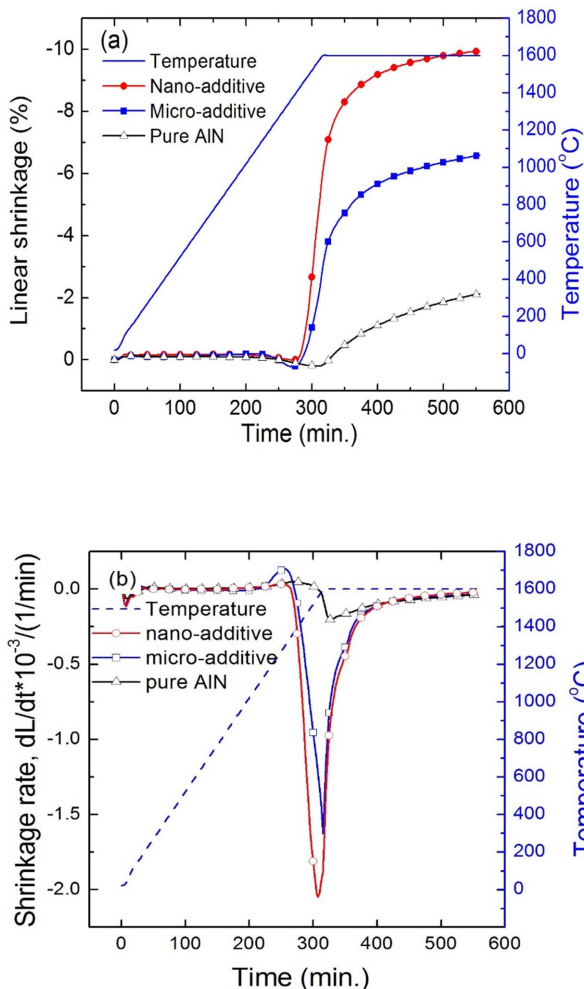 (a)
Temperature
Nano-additive
Micro-additive
Pure AlN
-10
-8
-6
-4
-2
0
Linear shrinkage (%)
0 100 200 300 400 500 600
Time (min.)
1800
1600
1400
1200
1000
800
600
400
200
0
Temperature (°C)
(b)
Temperature
nano-additive
micro-additive
pure AlN
0.0
-0.5
-1.0
-1.5
-2.0
Shrinkage rate, dL/dt*10-3/(1/min)
0 100 200 300 400 500 600
Time (min.)
1800
1600
1400
1200
1000
800
600
400
200
0
Temperature (°C)